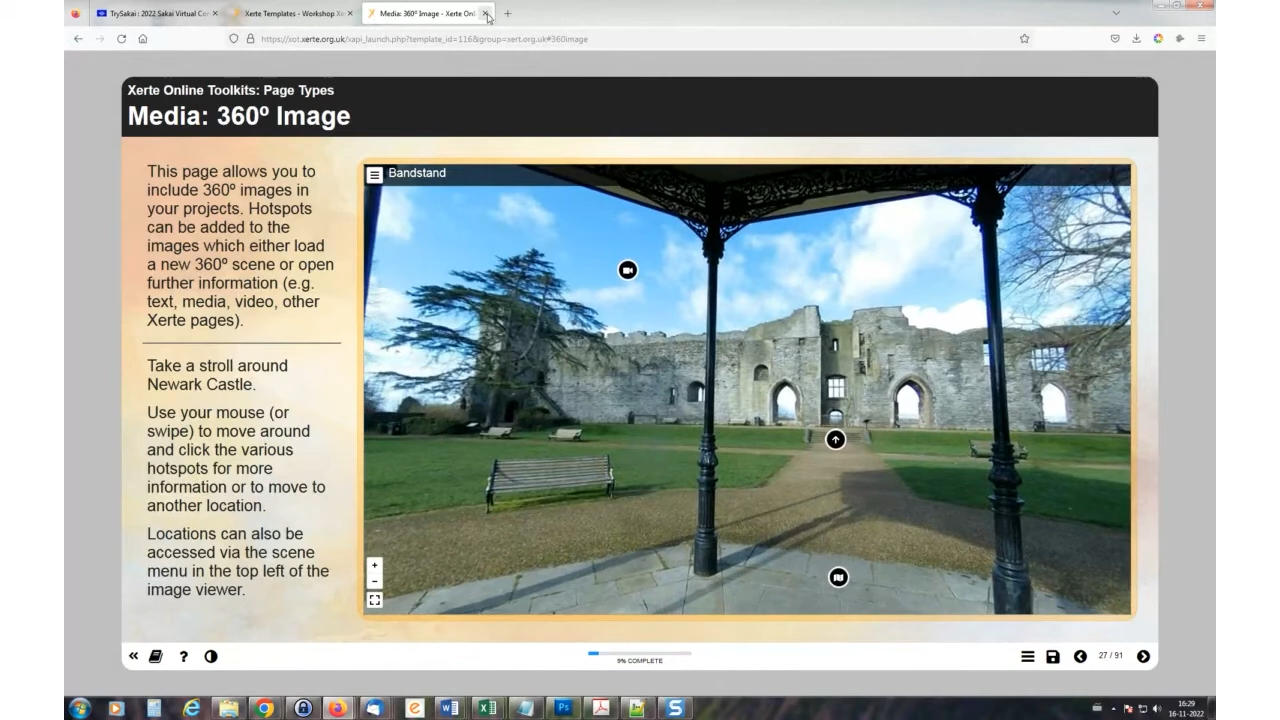 TrySakai : 2022 Sakai Virtual Co
Xerte Templates - Workshop Xe
Media: 360º Image - Xerte Onl
https://xot.xerte.org.uk/xapi_launch.php?template_id=116&group=xert.org.uk#360image
Xerte Online Toolkits: Page Types
Media: 360º Image
This page allows you to
include 360º images in
your projects. Hotspots
can be added to the
images which either load
a new 360º scene or open
further information (e.g.
text, media, video, other
Xerte pages).
Take a stroll around
Newark Castle.
Use your mouse (or
swipe) to move around
and click the various
hotspots for more
information or to move to
another location.
Locations can also be
accessed via the scene
menu in the top left of the
image viewer.
Bandstand
9% COMPLETE
27 / 91
16:29
16-11-2022